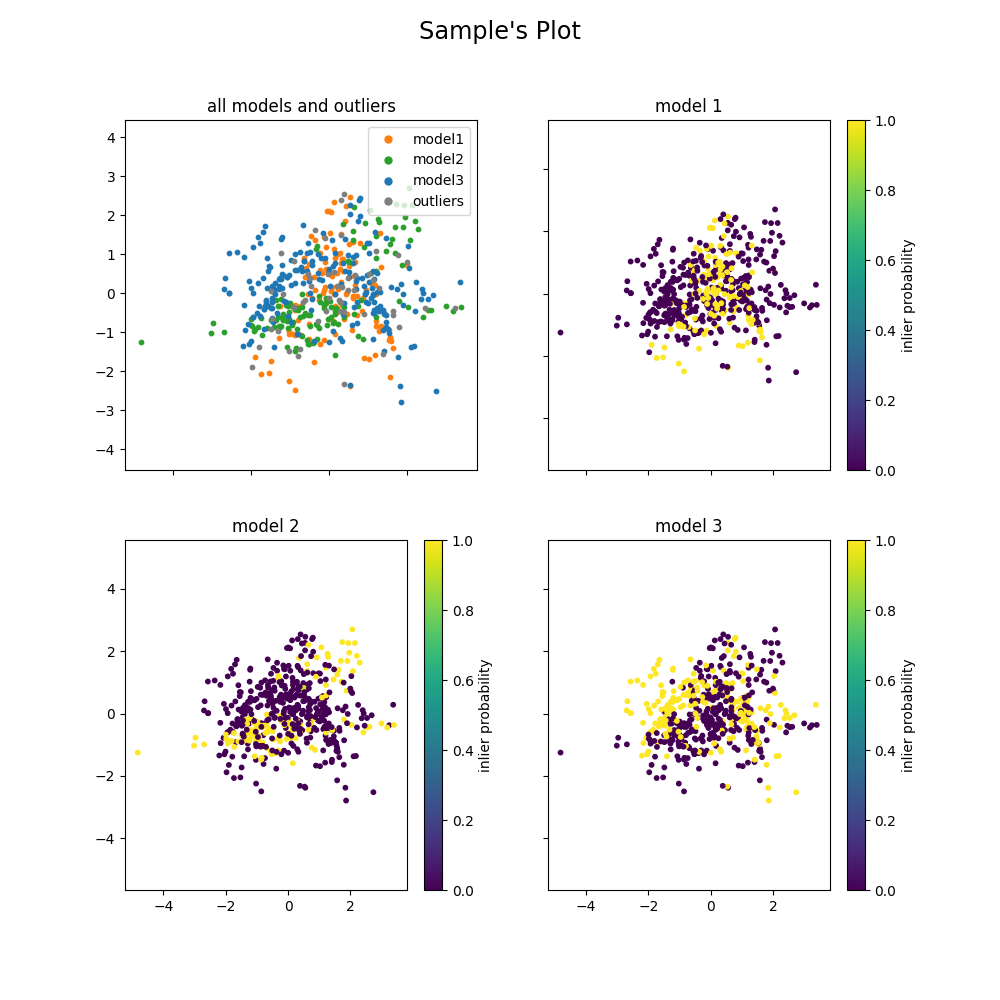 Sample's Plot
all models and outliers
model1
model2
model3
outliers
4
3
2
1
0
−1
−2
−3
−4
model 1
1.0
0.8
0.6
0.4
0.2
0.0
inlier probability
model 2
4
2
0
−2
−4
−4 −2 0 2
1.0
0.8
0.6
0.4
0.2
0.0
inlier probability
model 3
−4 −2 0 2
1.0
0.8
0.6
0.4
0.2
0.0
inlier probability